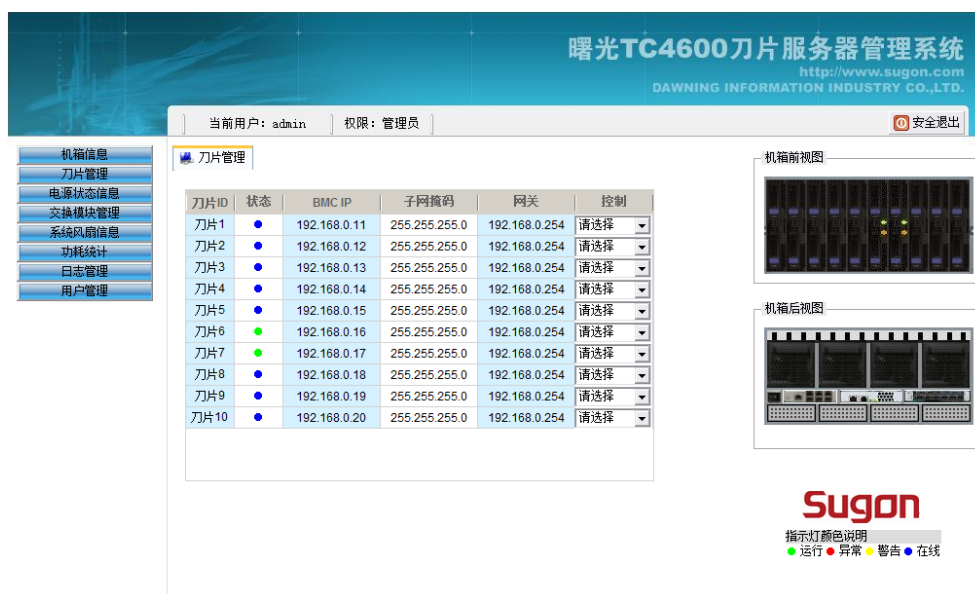 曙光TC4600刀片服务器管理系统
http://www.sugon.com
DAWNING INFORMATION INDUSTRY CO.,LTD.
当前用户：admin 权限：管理员 安全退出
机箱信息
刀片管理
电源状态信息
交换模块管理
系统风扇信息
功耗统计
日志管理
用户管理
刀片管理
刀片ID 状态 BMC IP 子网掩码 网关 控制
刀片1 192.168.0.11 255.255.255.0 192.168.0.254 请选择
刀片2 192.168.0.12 255.255.255.0 192.168.0.254 请选择
刀片3 192.168.0.13 255.255.255.0 192.168.0.254 请选择
刀片4 192.168.0.14 255.255.255.0 192.168.0.254 请选择
刀片5 192.168.0.15 255.255.255.0 192.168.0.254 请选择
刀片6 192.168.0.16 255.255.255.0 192.168.0.254 请选择
刀片7 192.168.0.17 255.255.255.0 192.168.0.254 请选择
刀片8 192.168.0.18 255.255.255.0 192.168.0.254 请选择
刀片9 192.168.0.19 255.255.255.0 192.168.0.254 请选择
刀片10 192.168.0.20 255.255.255.0 192.168.0.254 请选择
机箱前视图
机箱后视图
Sugon
指示灯颜色说明
运行 异常 警告 在线